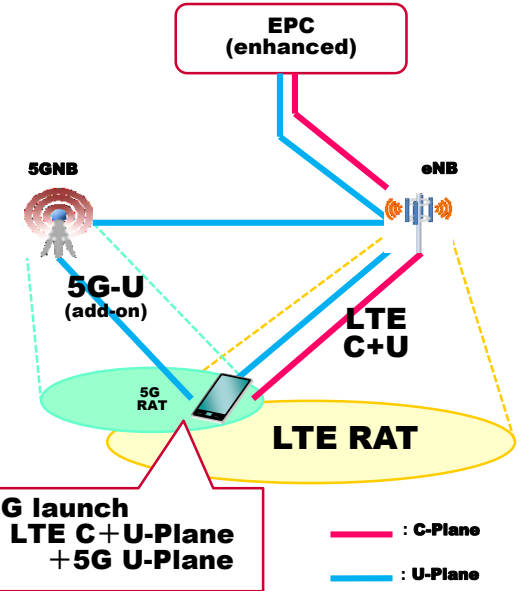 EPC
(enhanced)
5GNB
eNB
5G-U
(add-on)
LTE
C+U
5G
RAT
LTE RAT
G launch
LTE C+U-Plane
+5G U-Plane
: C-Plane
: U-Plane